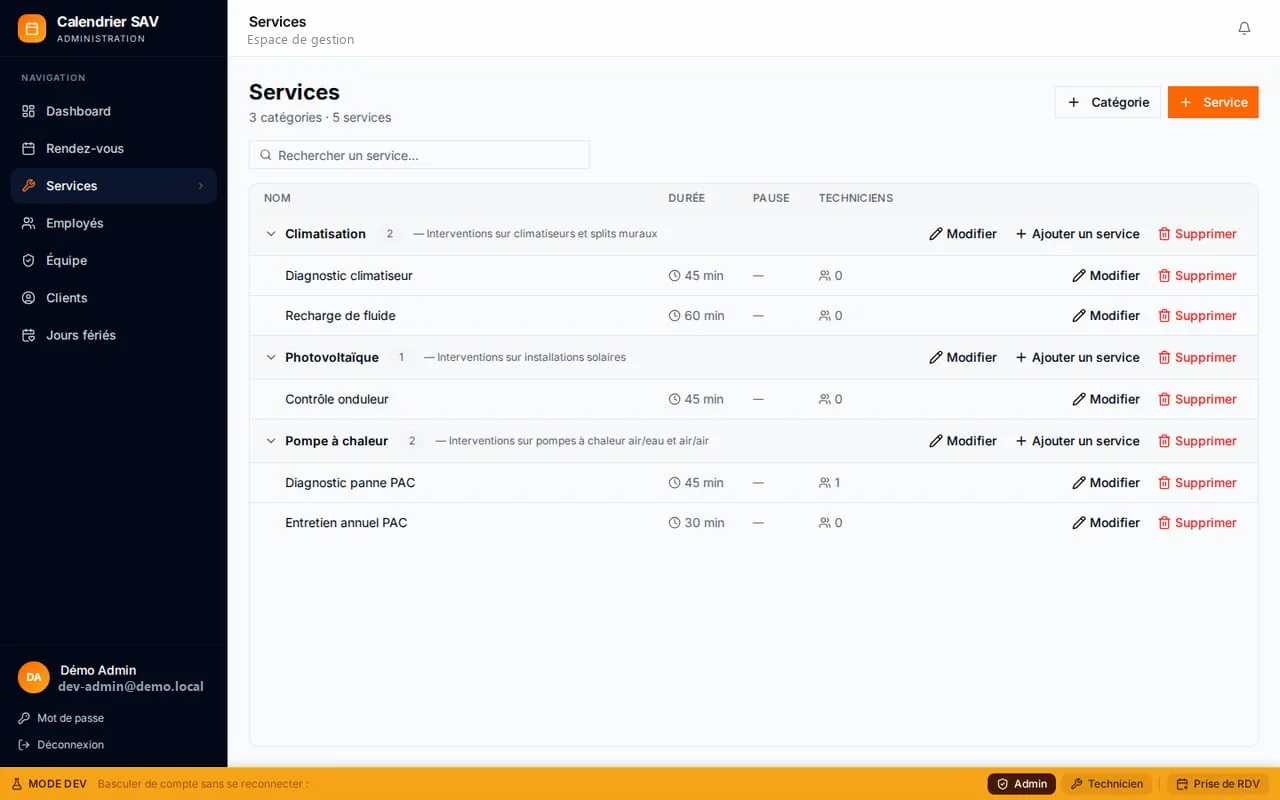 Calendrier SAV
ADMINISTRATION
NAVIGATION
Dashboard
Rendez-vous
Services
Employés
Équipe
Clients
Jours fériés
DA
Démo Admin
dev-admin@demo.local
Mot de passe
Déconnexion
Services
Espace de gestion
Services
3 catégories · 5 services
Catégorie
Service
Rechercher un service...
NOM DURÉE PAUSE TECHNICIENS
Climatisation 2 — Interventions sur climatiseurs et splits muraux Modifier Ajouter un service Supprimer
Diagnostic climatiseur 45 min — 0 Modifier Supprimer
Recharge de fluide 60 min — 0 Modifier Supprimer
Photovoltaïque 1 — Interventions sur installations solaires Modifier Ajouter un service Supprimer
Contrôle onduleur 45 min — 0 Modifier Supprimer
Pompe à chaleur 2 — Interventions sur pompes à chaleur air/eau et air/air Modifier Ajouter un service Supprimer
Diagnostic panne PAC 45 min — 1 Modifier Supprimer
Entretien annuel PAC 30 min — 0 Modifier Supprimer
MODE DEV Basculer de compte sans se reconnecter : Admin Technicien Prise de RDV